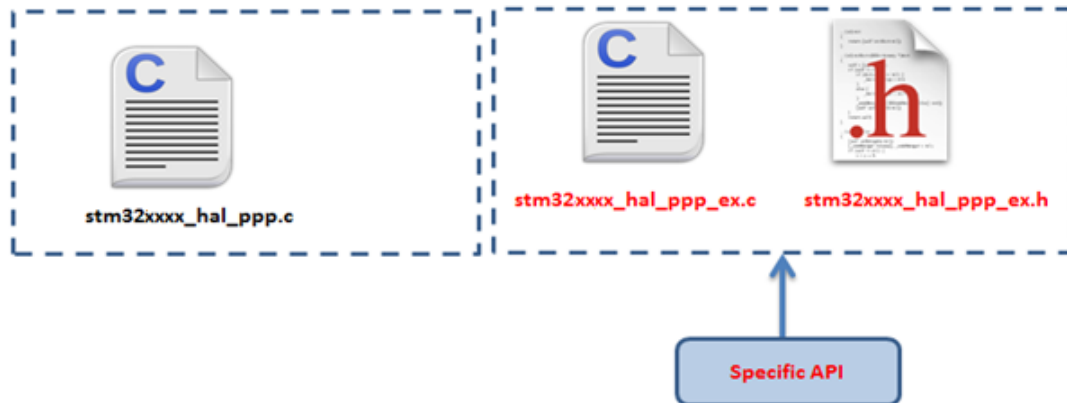 C
C
.h
stm32xxxx_hal_ppp.c
stm32xxxx_hal_ppp_ex.c
stm32xxxx_hal_ppp_ex.h
Specific API